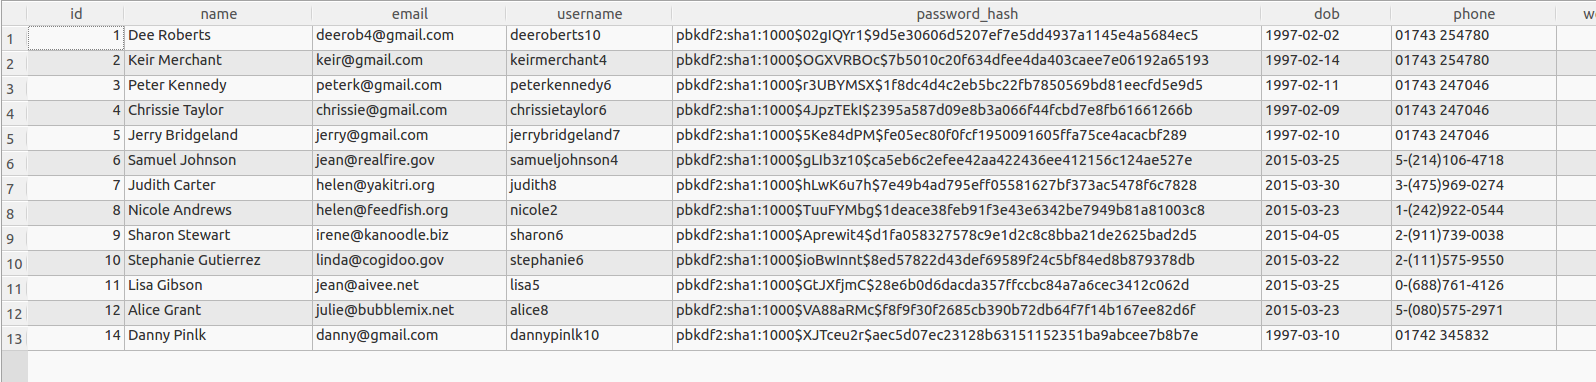 id name email username password_hash dob phone w
1 1 Dee Roberts deerob4@gmail.com deeroberts10 pbkdf2:sha1:1000$02gIQYr1$9d5e30606d5207ef7e5dd4937a1145e4a5684ec5 1997-02-02 01743 254780
2 2 Keir Merchant keir@gmail.com keirmerchant4 pbkdf2:sha1:1000$OGXVRBOc$7b5010c20f634dfee4da403caee7e06192a65193 1997-02-14 01743 254780
3 3 Peter Kennedy peterk@gmail.com peterkennedy6 pbkdf2:sha1:1000$r3UBYMSX$1f8dc4d4c2eb5bc22fb7850569bd81eecfd5e9d5 1997-02-11 01743 247046
4 4 Chrissie Taylor chrissie@gmail.com chrissietaylor6 pbkdf2:sha1:1000$4JpzTEkI$2395a587d09e8b3a066f44fcbd7e8fb61661266b 1997-02-09 01743 247046
5 5 Jerry Bridgeland jerry@gmail.com jerrybridgeland7 pbkdf2:sha1:1000$5Ke84dPM$fe05ec80f0fcf1950091605ffa75ce4acacbf289 1997-02-10 01743 247046
6 6 Samuel Johnson jean@realfire.gov samueljohnson4 pbkdf2:sha1:1000$gLIb3z10$ca5eb6c2efee42aa422436ee412156c124ae527e 2015-03-25 5-(214)106-4718
7 7 Judith Carter helen@yakitri.org judith8 pbkdf2:sha1:1000$hLwK6u7h$7e49b4ad795eff05581627bf373ac5478f6c7828 2015-03-30 3-(475)969-0274
8 8 Nicole Andrews helen@feedfish.org nicole2 pbkdf2:sha1:1000$TuuFYMbg$1deace38feb91f3e43e6342be7949b81a81003c8 2015-03-23 1-(242)922-0544
9 9 Sharon Stewart irene@kanoodle.biz sharon6 pbkdf2:sha1:1000$Aprewit4$d1fa058327578c9e1d2c8c8bba21de2625bad2d5 2015-04-05 2-(911)739-0038
10 10 Stephanie Gutierrez linda@cogidoo.gov stephanie6 pbkdf2:sha1:1000$ioBwInnt$8ed57822d43def69589f24c5bf84ed8b879378db 2015-03-22 2-(111)575-9550
11 11 Lisa Gibson jean@aivee.net lisa5 pbkdf2:sha1:1000$GtJXfjmC$28e6b0d6dacda357ffccbc84a7a6cec3412c062d 2015-03-25 0-(688)761-4126
12 12 Alice Grant julie@bubblemix.net alice8 pbkdf2:sha1:1000$VA88aRMc$f8f9f30f2685cb390b72db64f7f14b167ee82d6f 2015-03-23 5-(080)575-2971
13 14 Danny Pinlk danny@gmail.com dannypinlk10 pbkdf2:sha1:1000$XJTceu2r$aec5d07ec23128b63151152351ba9abcee7b8b7e 1997-03-10 01742 345832